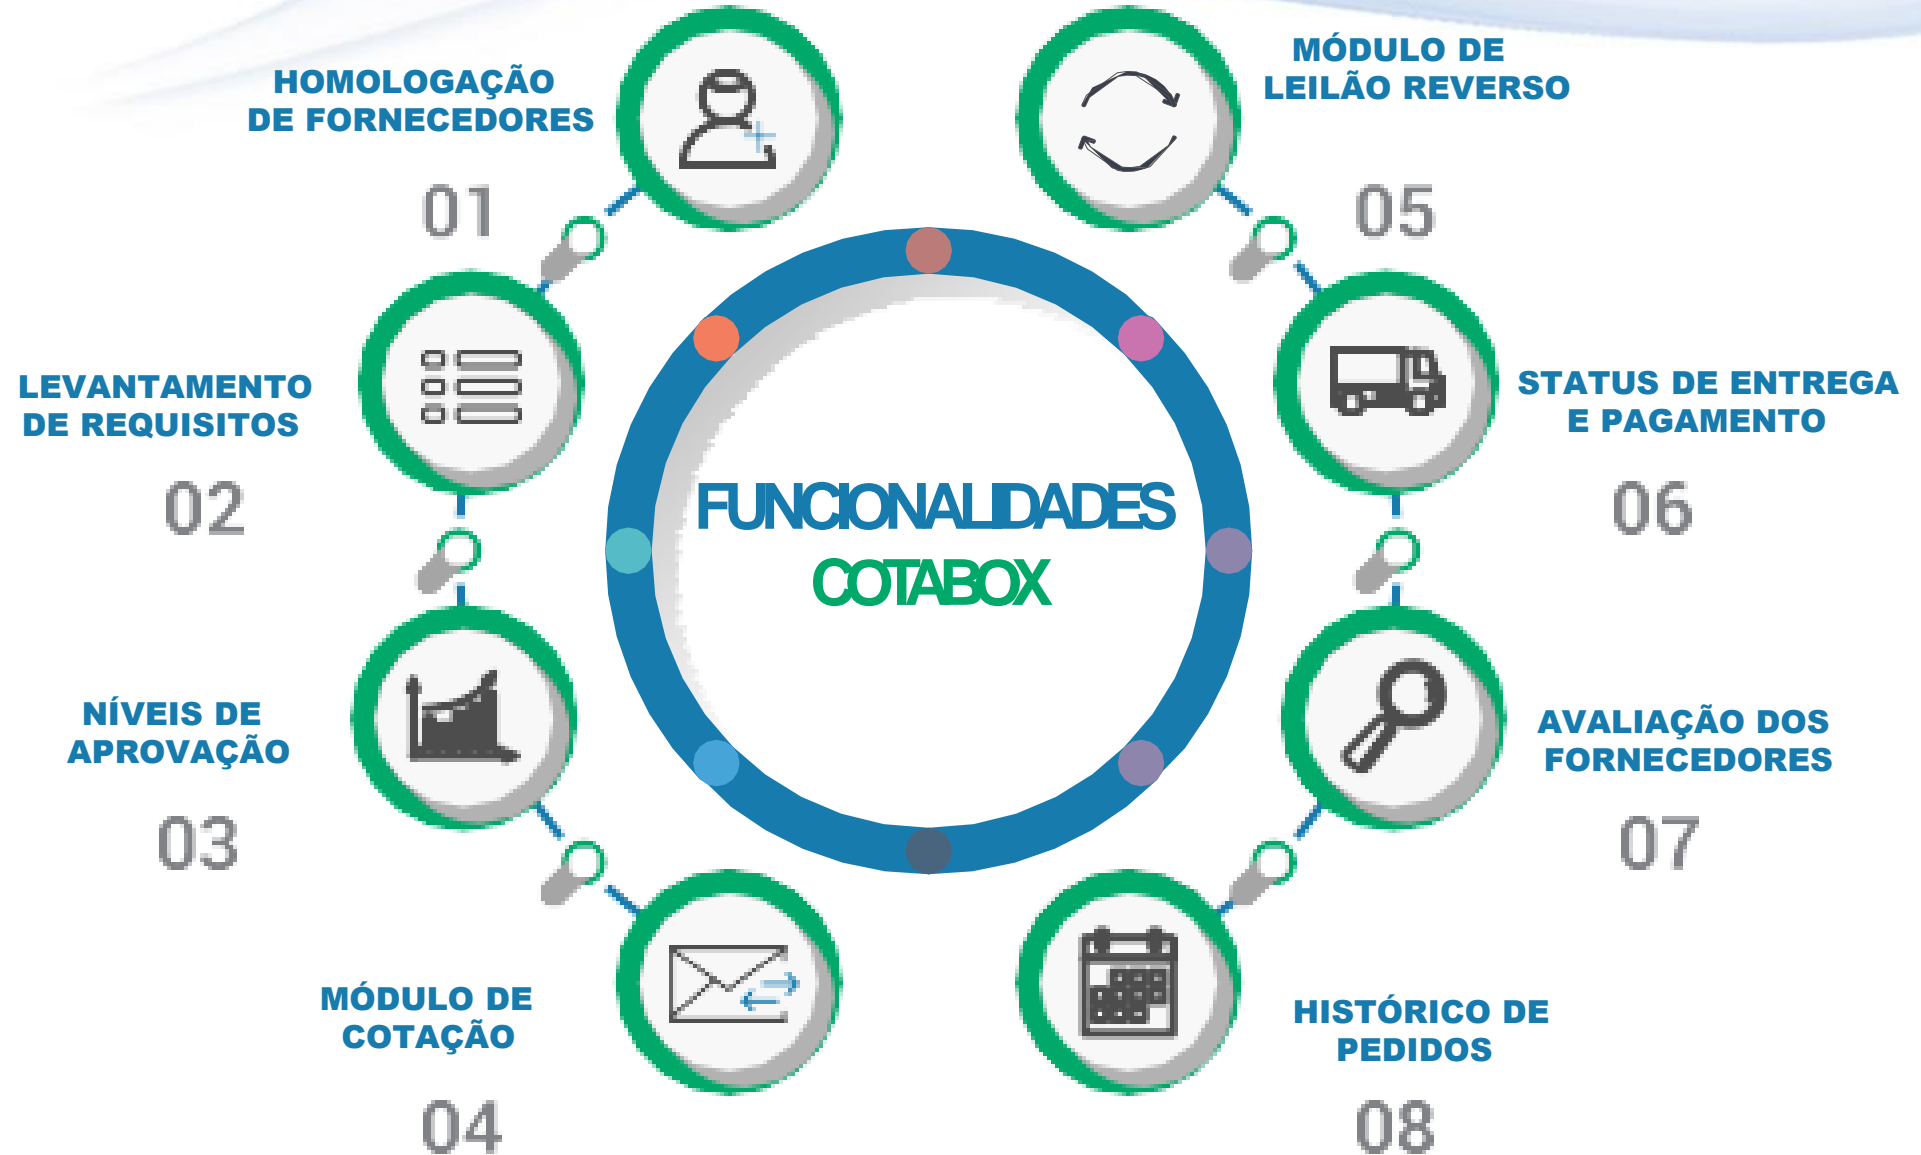 HOMOLOGAÇÃO
DE FORNECEDORES
01
LEVANTAMENTO
DE REQUISITOS
02
NÍVEIS DE
APROVAÇÃO
03
MÓDULO DE
COTAÇÃO
04
FUNCIONALIDADES
COTABOX
MÓDULO DE
LEILÃO REVERSO
05
STATUS DE ENTREGA
E PAGAMENTO
06
AVALIAÇÃO DOS
FORNECEDORES
07
HISTÓRICO DE
PEDIDOS
08